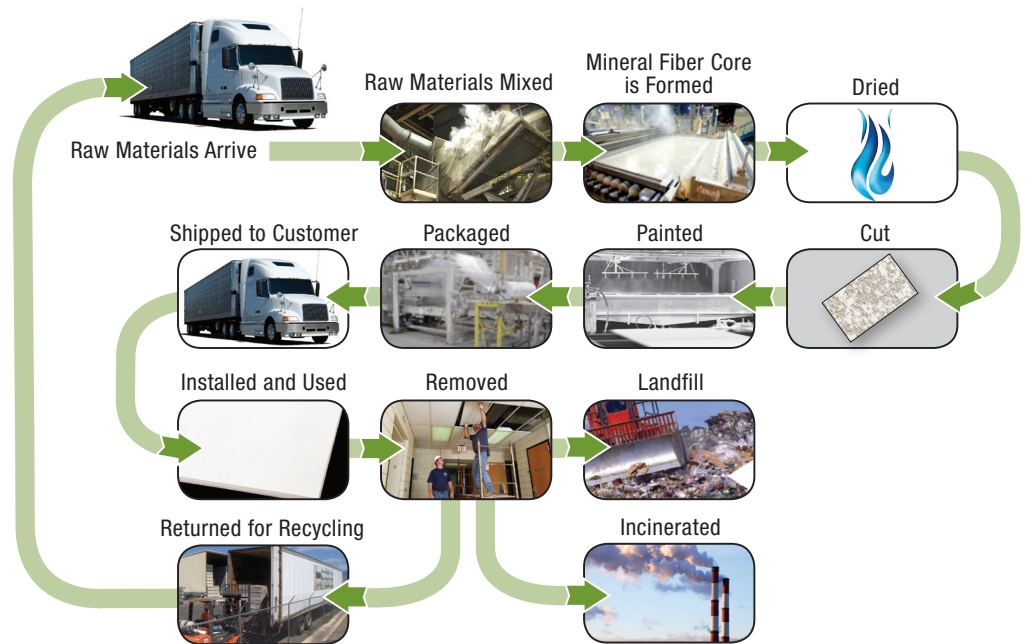 Raw Materials Arrive
Raw Materials Mixed
Mineral Fiber Core
is Formed
Dried
Shipped to Customer
Packaged
Painted
Cut
Installed and Used
Removed
Landfill
Returned for Recycling
Incinerated